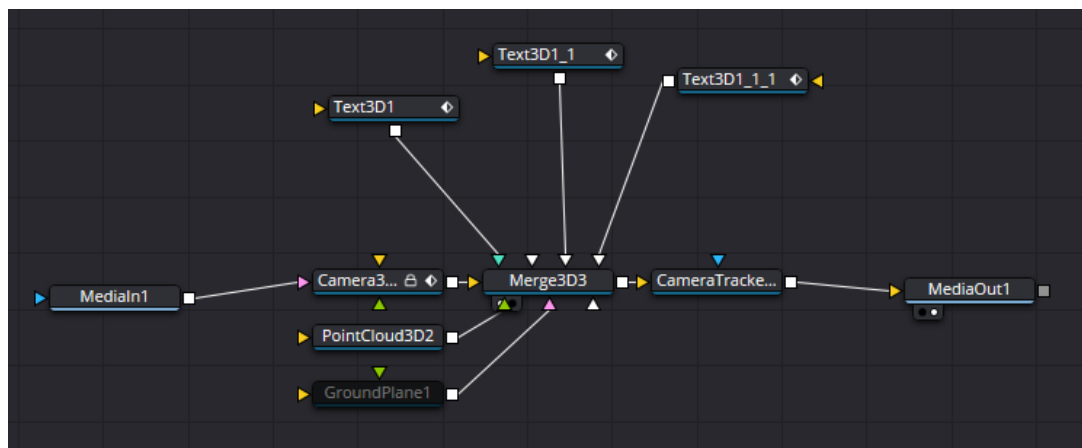 Text3D1_1
Text3D1_1_1
Text3D1
Camera3...
Merge3D3
CameraTracke...
MediaIn1
MediaOut1
PointCloud3D2
GroundPlane1